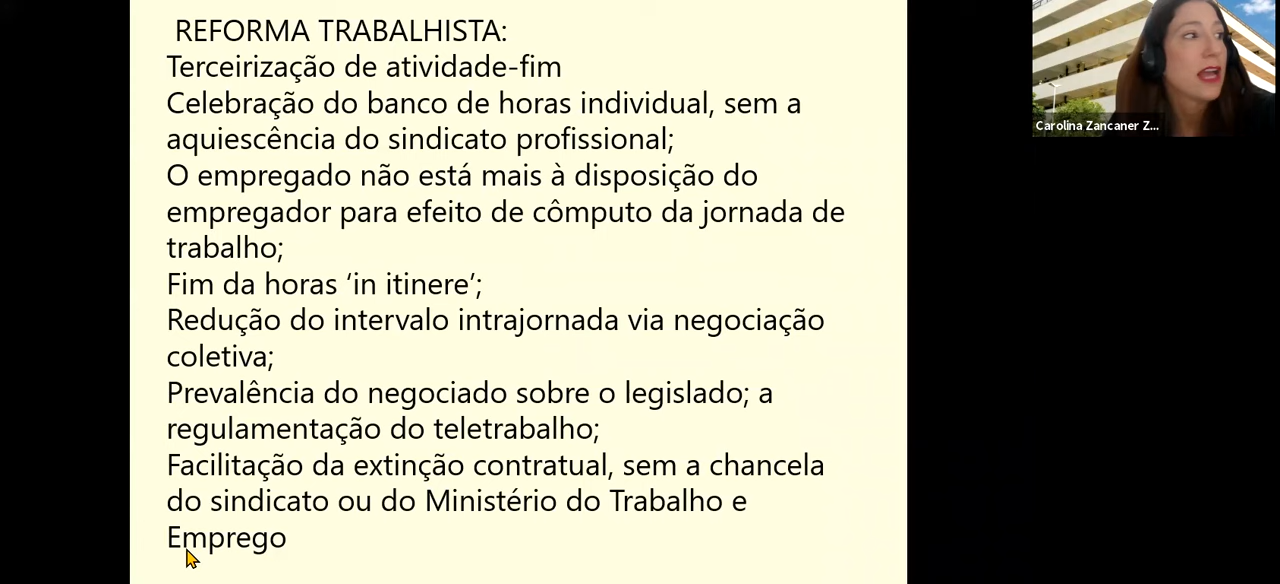 REFORMA TRABALHISTA:
Terceirização de atividade-fim
Celebração do banco de horas individual, sem a
aquiescência do sindicato profissional;
O empregado não está mais à disposição do
empregador para efeito de cômputo da jornada de
trabalho;
Fim da horas ‘in itinere’;
Redução do intervalo intrajornada via negociação
coletiva;
Prevalência do negociado sobre o legislado; a
regulamentação do teletrabalho;
Facilitação da extinção contratual, sem a chancela
do sindicato ou do Ministério do Trabalho e
Emprego
Carolina Zancaner Z...